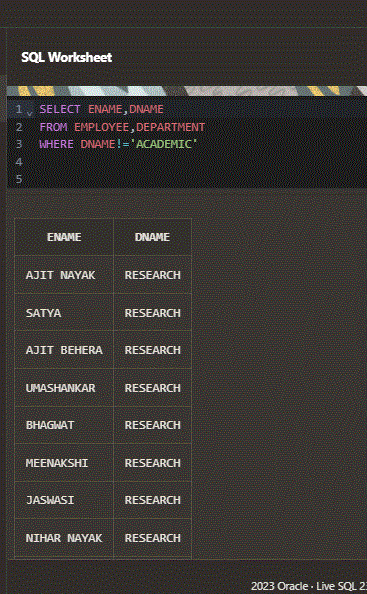 SQL Worksheet
1 SELECT ENAME,DNAME
2 FROM EMPLOYEE,DEPARTMENT
3 WHERE DNAME!='ACADEMIC'
4
5
ENAME DNAME
AJIT NAYAK RESEARCH
SATYA RESEARCH
AJIT BEHERA RESEARCH
UMASHANKAR RESEARCH
BHAGWAT RESEARCH
MEENAKSHI RESEARCH
JASWASI RESEARCH
NIHAR NAYAK RESEARCH
2023 Oracle · Live SQL 23